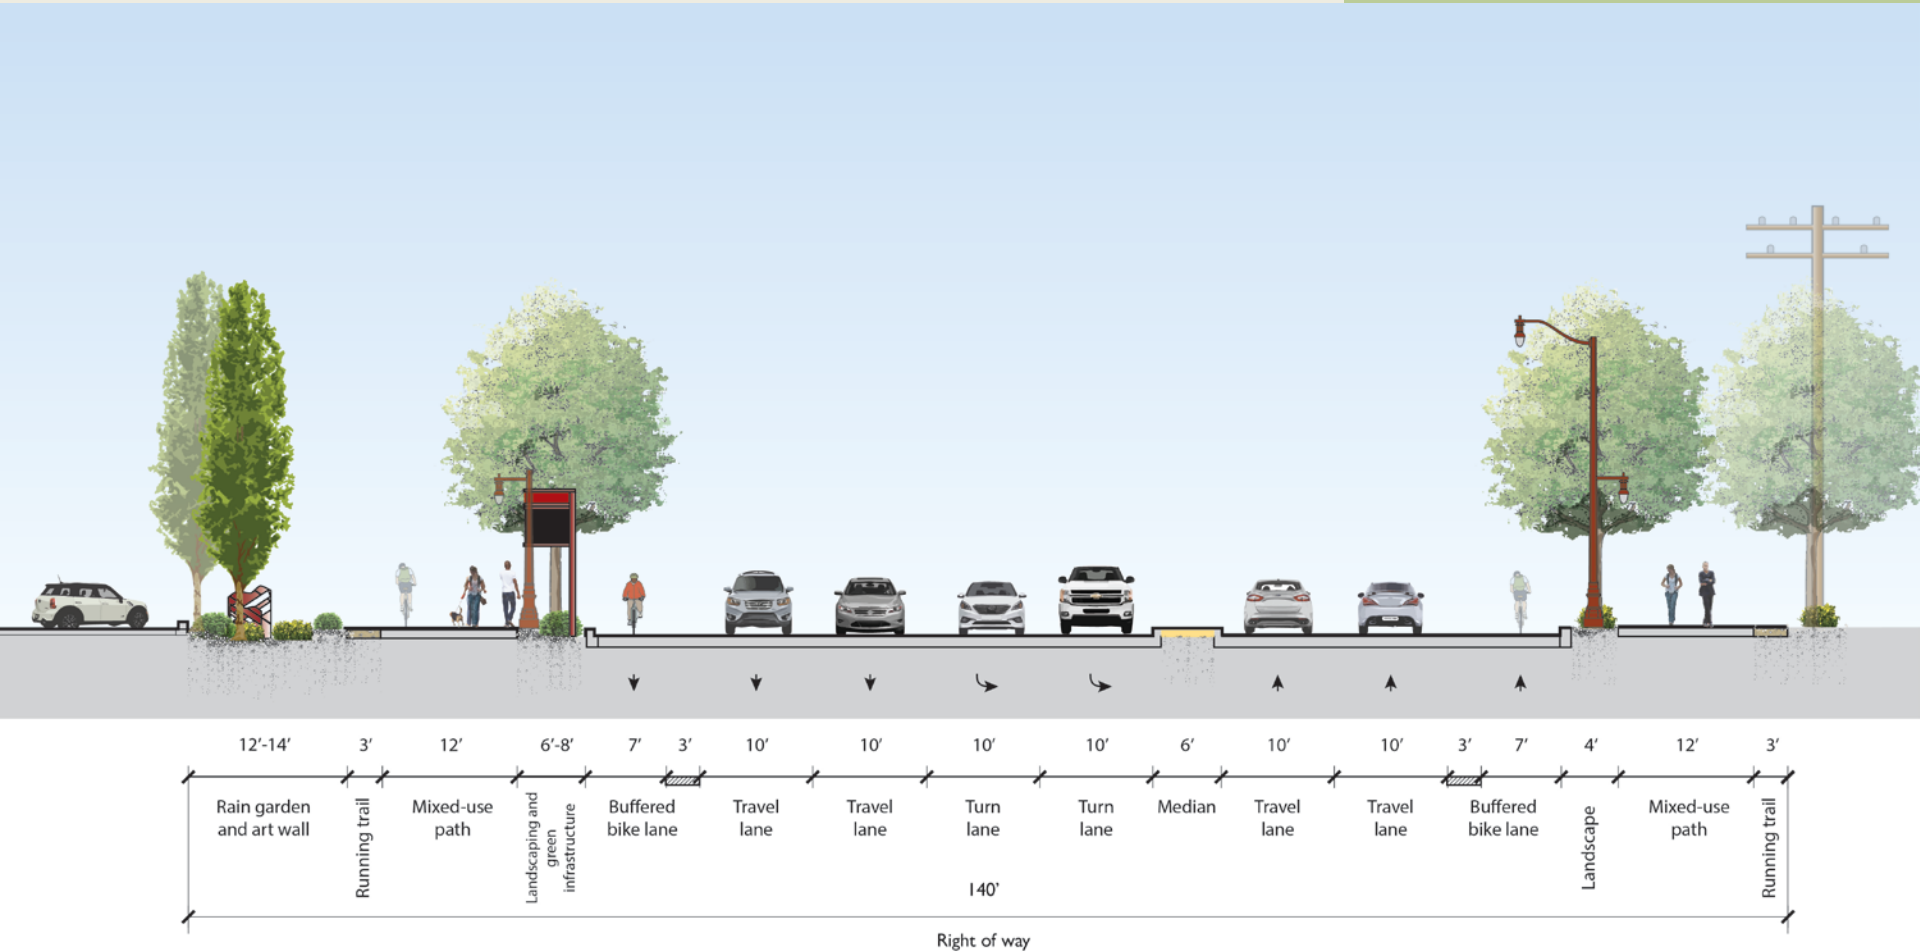 12’-14’ 3’ 12’ 6’-8’ 7’ 3’ 10’ 10’ 10’ 10’ 6’ 10’ 10’ 3’ 7’ 4’ 12’ 3’
Rain garden
and art wall
Running trail
Mixed-use
path
Landscaping and
green
infrastructure
Buffered
bike lane
Travel
lane
Travel
lane
Turn
lane
Turn
lane
Median
Travel
lane
Travel
lane
Buffered
bike lane
Landscape
Mixed-use
path
Running trail
140’
Right of way